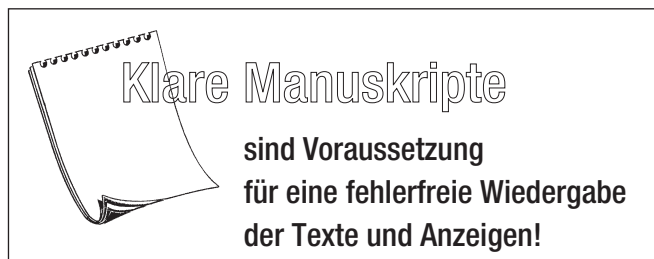 Klare Manuskripte
sind Voraussetzung
für eine fehlerfreie Wiedergabe
der Texte und Anzeigen!